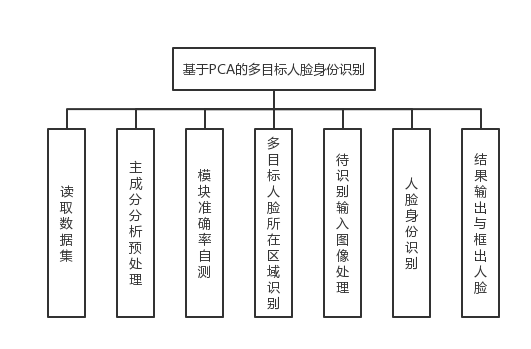 基于PCA的多目标人脸身份识别
读取数据集
主成分分析预处理
模块准确率自测
多目标人脸所在区域识别
待识别输入图像处理
人脸身份识别
结果输出与框出人脸